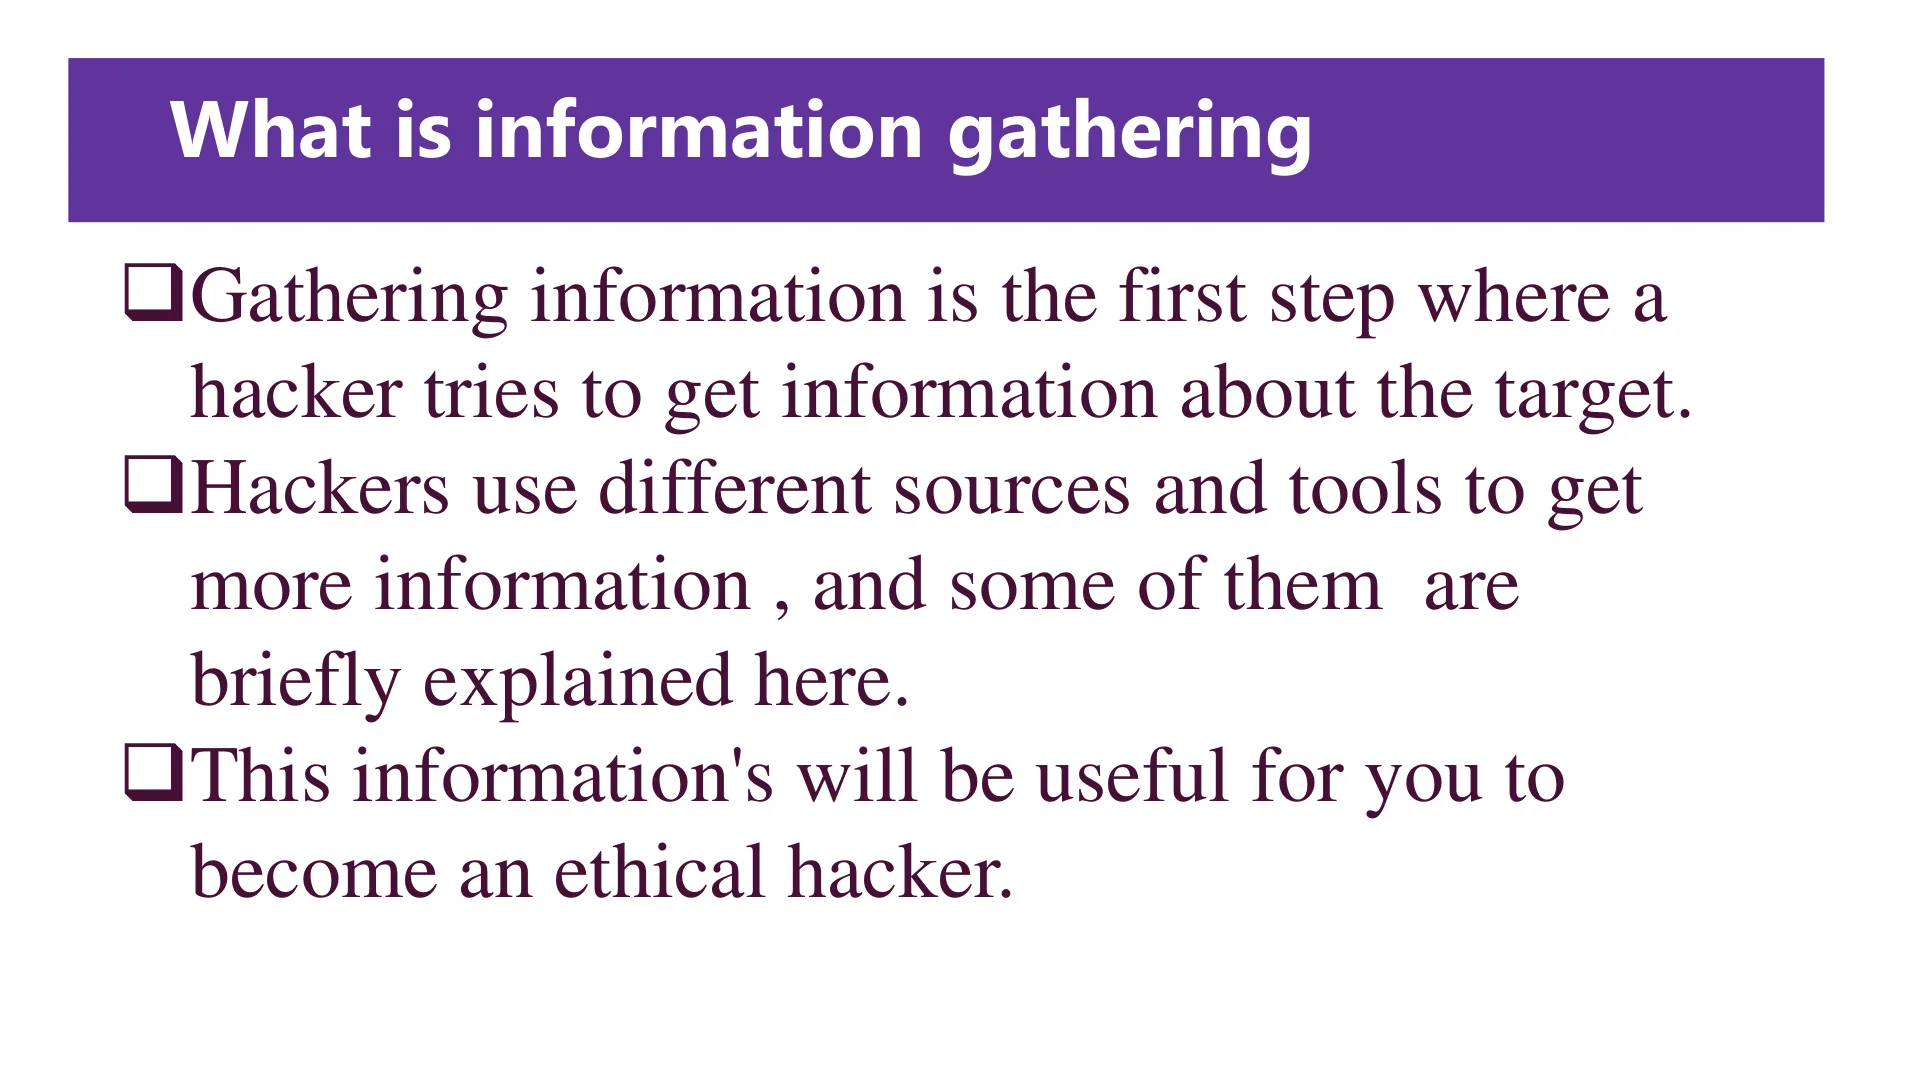 What is information gathering
❑Gathering information is the first step where a
hacker tries to get information about the target.
❑Hackers use different sources and tools to get
more information , and some of them  are
briefly explained here.
❑This information's will be useful for you to
become an ethical hacker.